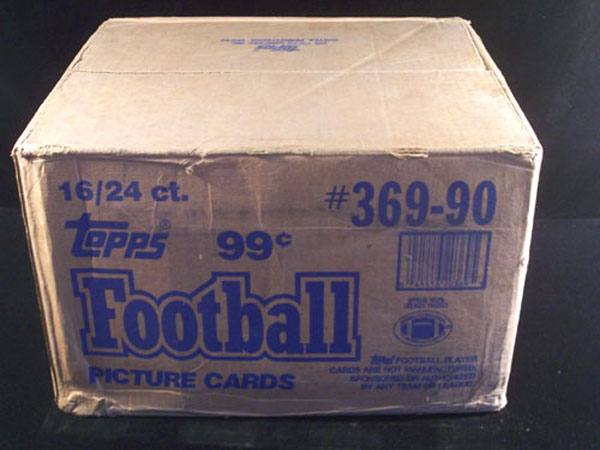 16/24 ct.
#369-90
Topps® 99¢
Football
PICTURE CARDS
Topps® FOOTBALL PLAYER
CARDS ARE NOT MANUFACTURED,
SPONSORED OR AUTHORIZED
BY ANY TEAM OR LEAGUE.